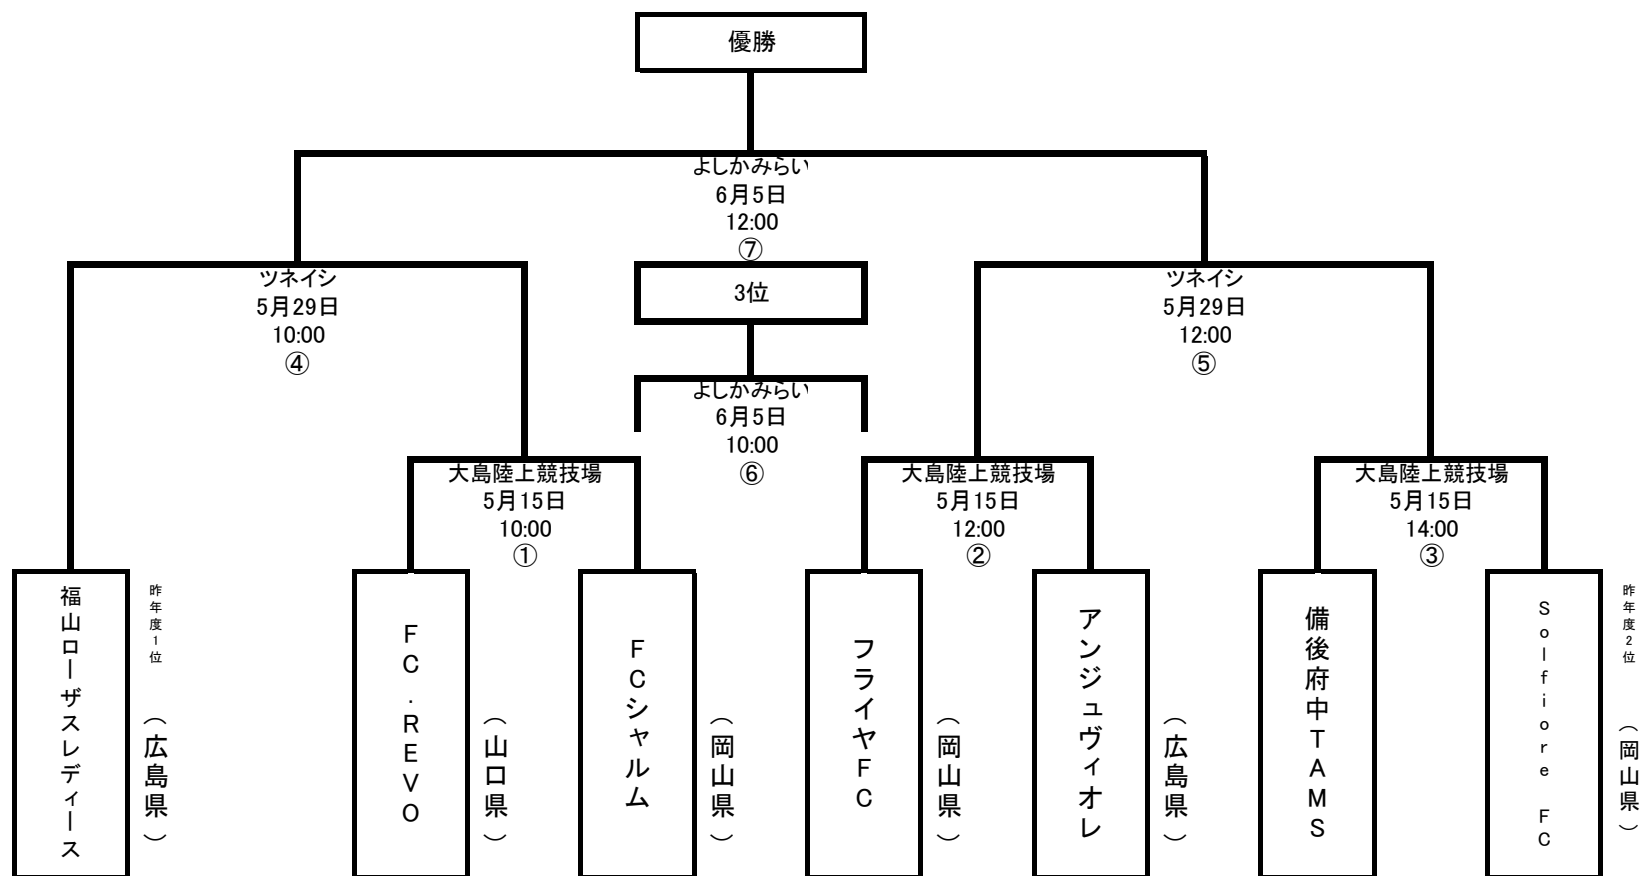 優勝
よしかみらい
6月5日
12:00
⑦
ツネイシ
5月29日
10:00
④
3位
ツネイシ
5月29日
12:00
⑤
よしかみらい
6月5日
10:00
⑥
大島陸上競技場
5月15日
10:00
①
大島陸上競技場
5月15日
12:00
②
大島陸上競技場
5月15日
14:00
③
福山ローザスレディース
昨年度1位
（広島県）
FC.REVO
（山口県）
FCシャルム
（岡山県）
フライヤFC
（岡山県）
アンジュヴィオレ
（広島県）
備後府中TAMS
Solfiore FC
昨年度2位
（岡山県）